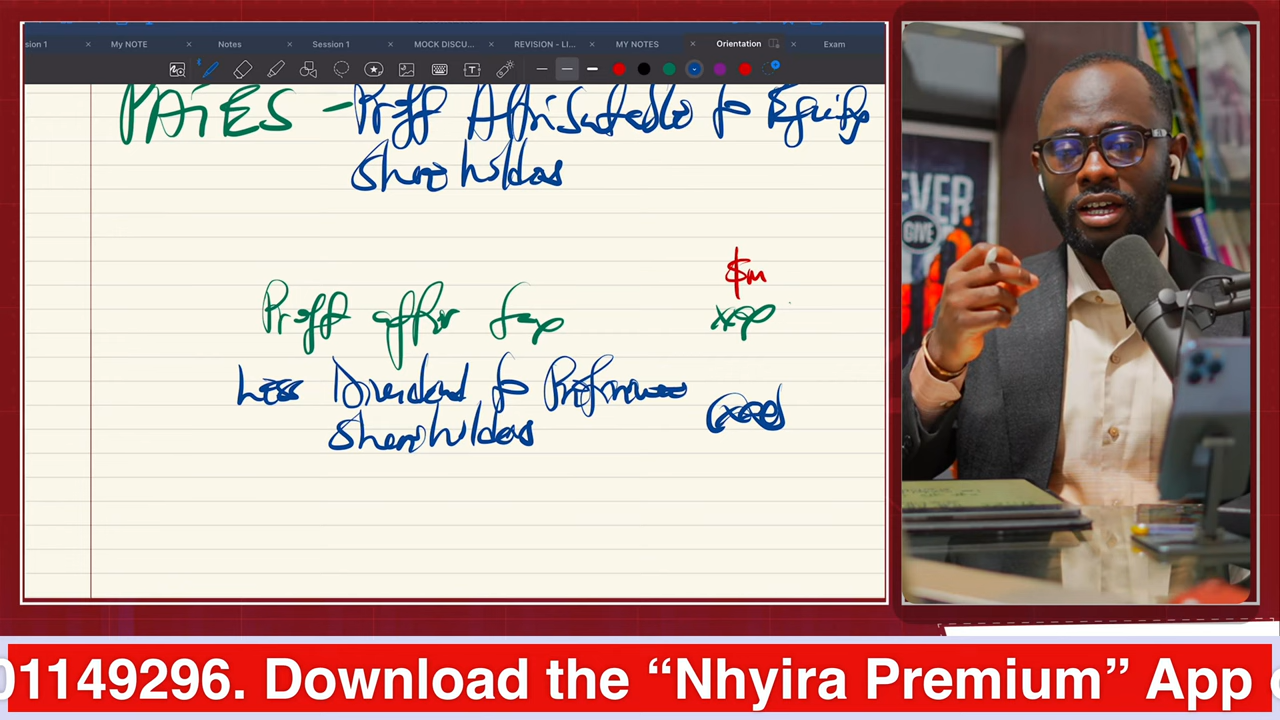 sion 1
My NOTE
Notes
Session 1
MOCK DISCU...
REVISION - LI...
MY NOTES
Orientation
Exam
PATES - Profit Attributable to Equity
Shareholders
$m
Profit after tax xxx
Less Dividend to Preference
Shareholders (xxx)
EVER
GIVE
01149296. Download the “Nhyira Premium” App